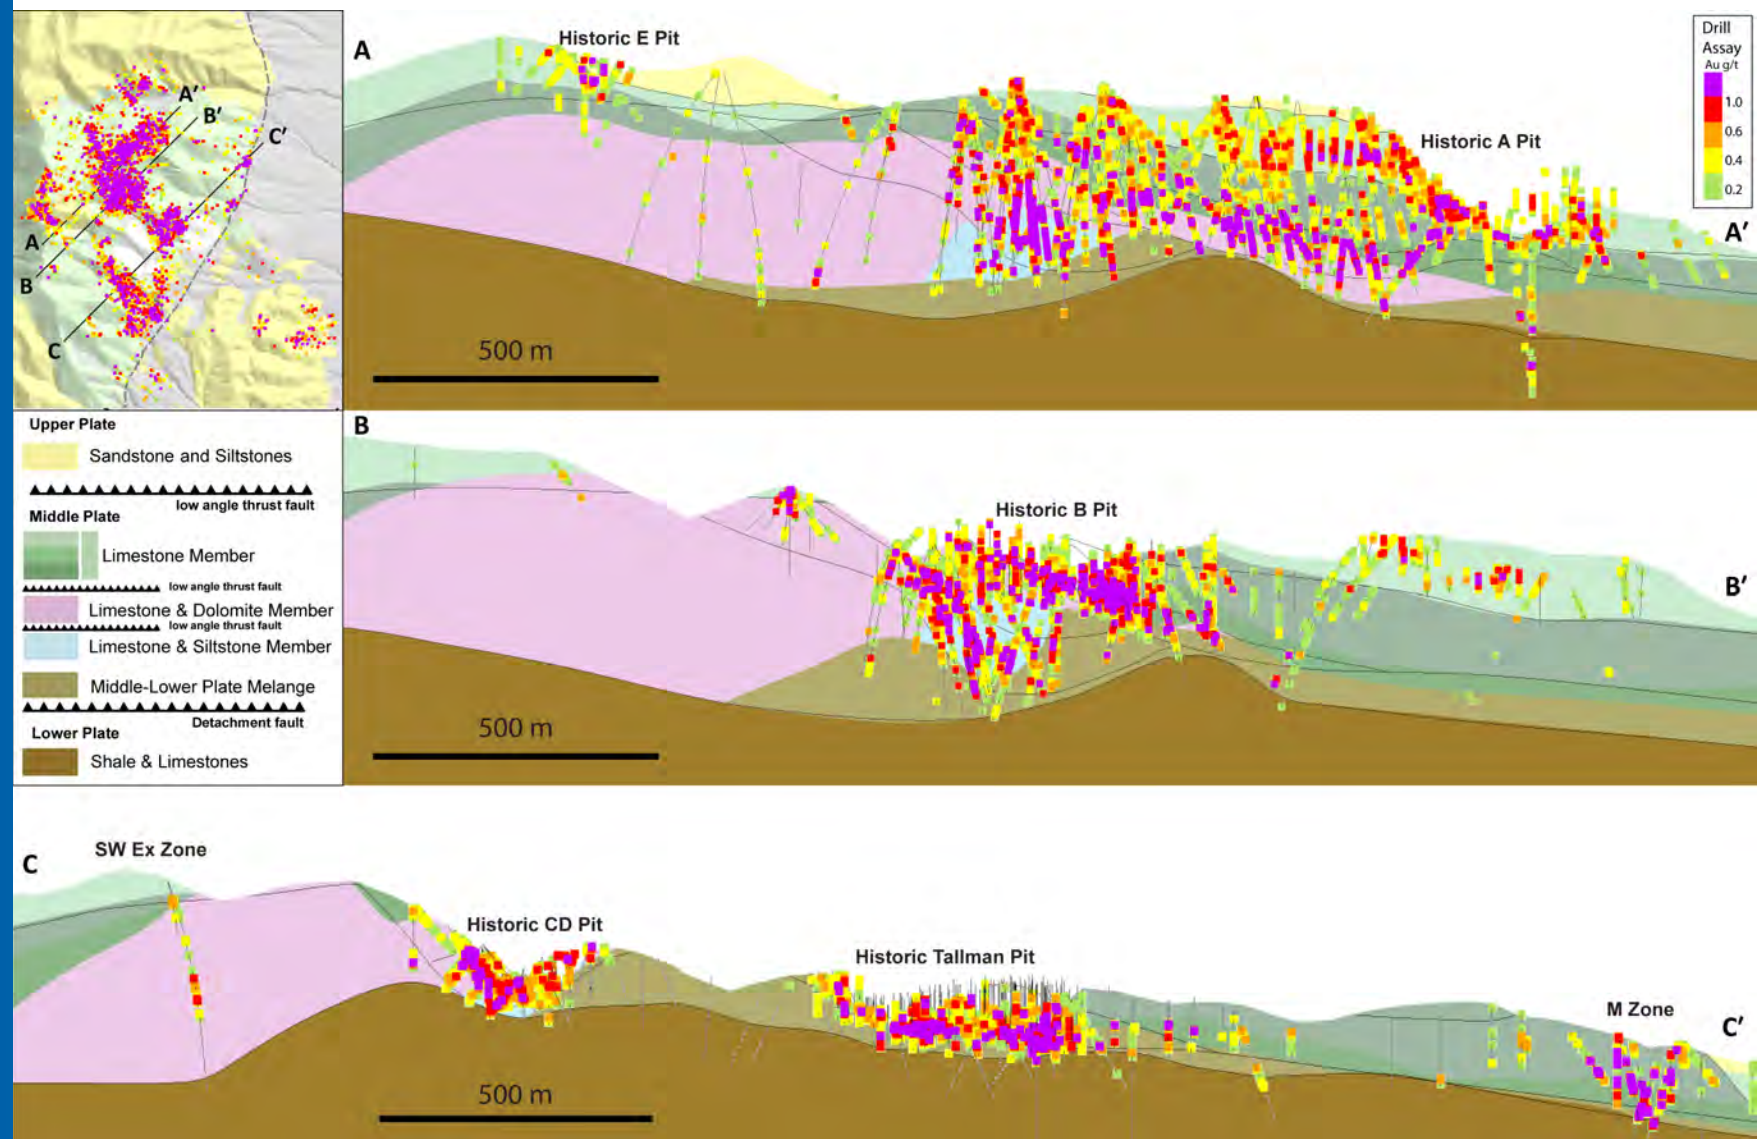 A′
B′
C′
A
B
C
Upper Plate
Sandstone and Siltstones
low angle thrust fault
Middle Plate
Limestone Member
low angle thrust fault
Limestone & Dolomite Member
low angle thrust fault
Limestone & Siltstone Member
Middle-Lower Plate Melange
Detachment fault
Lower Plate
Shale & Limestones
A
Historic E Pit
Historic A Pit
A′
500 m
Drill
Assay
Au g/t
1.0
0.6
0.4
0.2
B
Historic B Pit
B′
500 m
C
SW Ex Zone
Historic CD Pit
Historic Tallman Pit
M Zone
C′
500 m